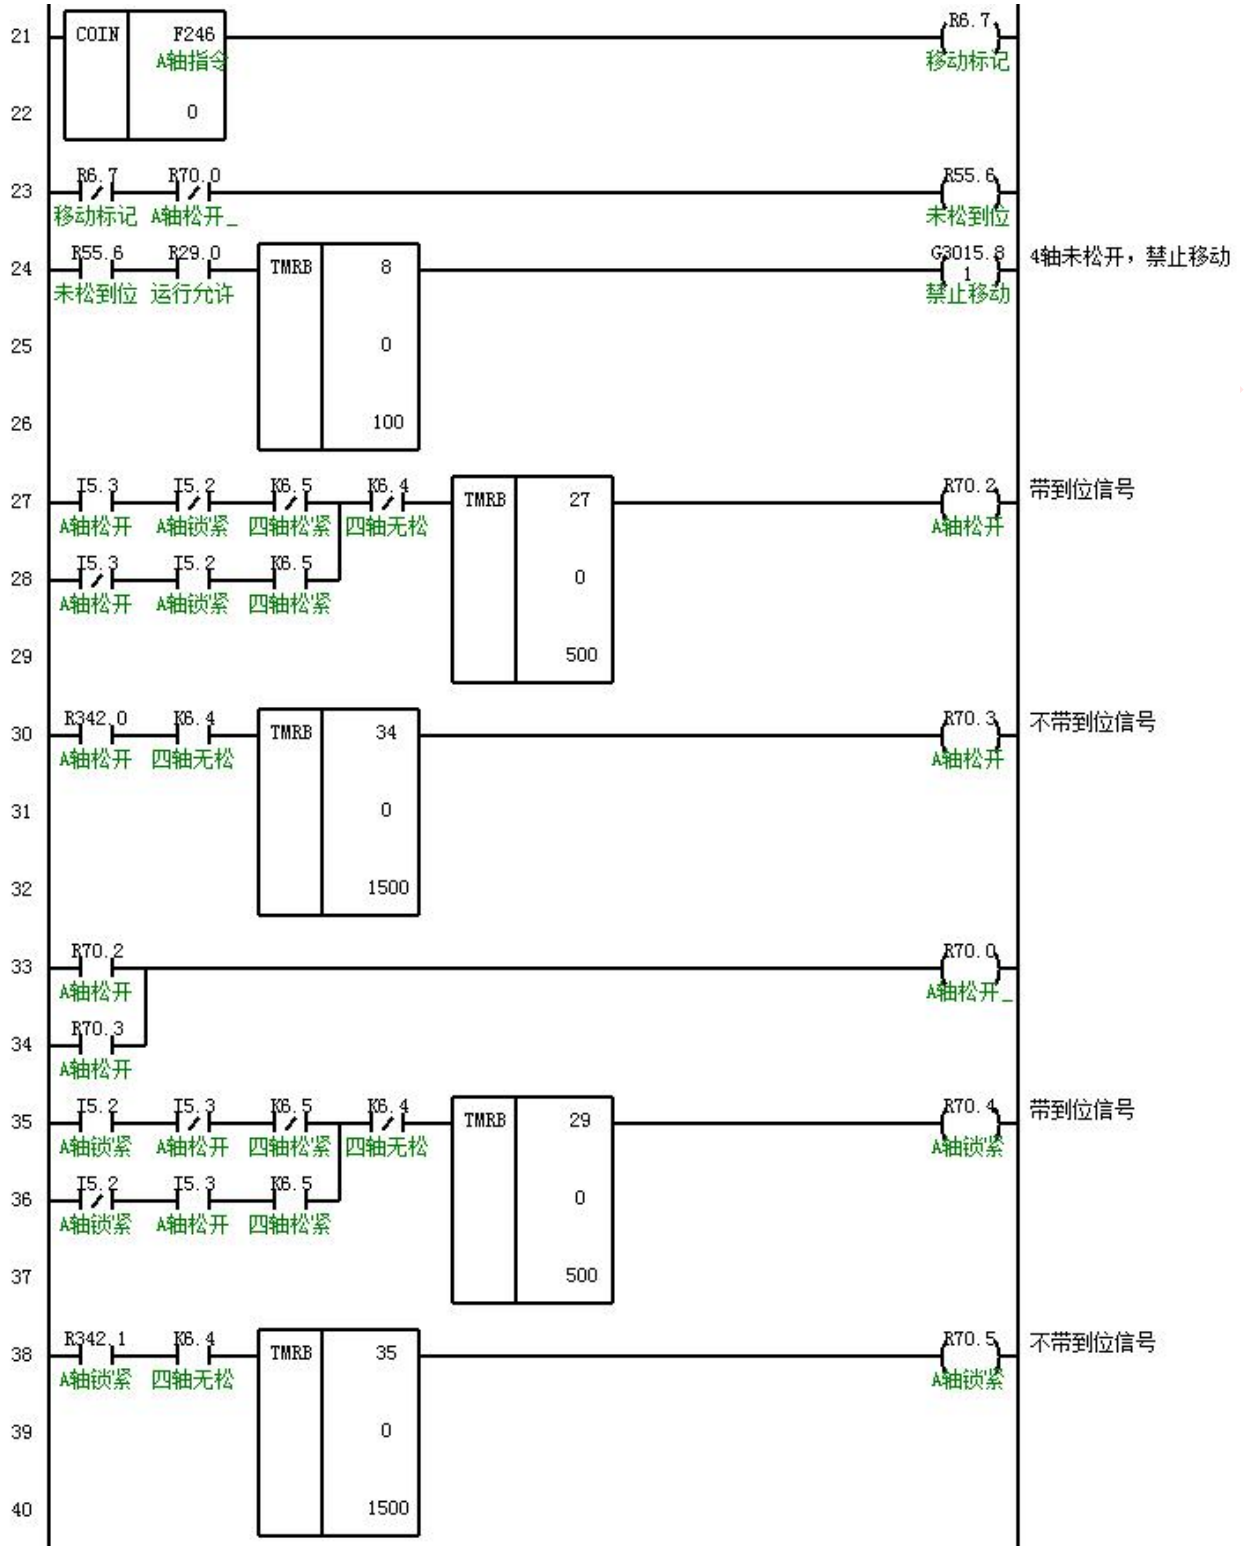 21 COIN F246 R6.7
A轴指令 移动标记
22 0
R6.7 R70.0 R55.6
23
移动标记 A轴松开_ 未松到位
R55.6 R29.0 G3015.8 4轴未松开，禁止移动
24 TMRB 8 1
未松到位 运行允许 禁止移动
25 0
26 100
I5.3 I5.2 K6.5 K6.4 R70.2 带到位信号
27 TMRB 27
A轴松开 A轴锁紧 四轴松紧 四轴无松 A轴松开
I5.3 I5.2 K6.5
28 0
A轴松开 A轴锁紧 四轴松紧
29 500
R342.0 K6.4 R70.3 不带到位信号
30 TMRB 34
A轴松开 四轴无松 A轴松开
31 0
32 1500
R70.2 R70.0
33
A轴松开 A轴松开_
R70.3
34
A轴松开
I5.2 I5.3 K6.5 K6.4 R70.4 带到位信号
35 TMRB 29
A轴锁紧 A轴松开 四轴松紧 四轴无松 A轴锁紧
I5.2 I5.3 K6.5
36 0
A轴锁紧 A轴松开 四轴松紧
37 500
R342.1 K6.4 R70.5 不带到位信号
38 TMRB 35
A轴锁紧 四轴无松 A轴锁紧
39 0
40 1500